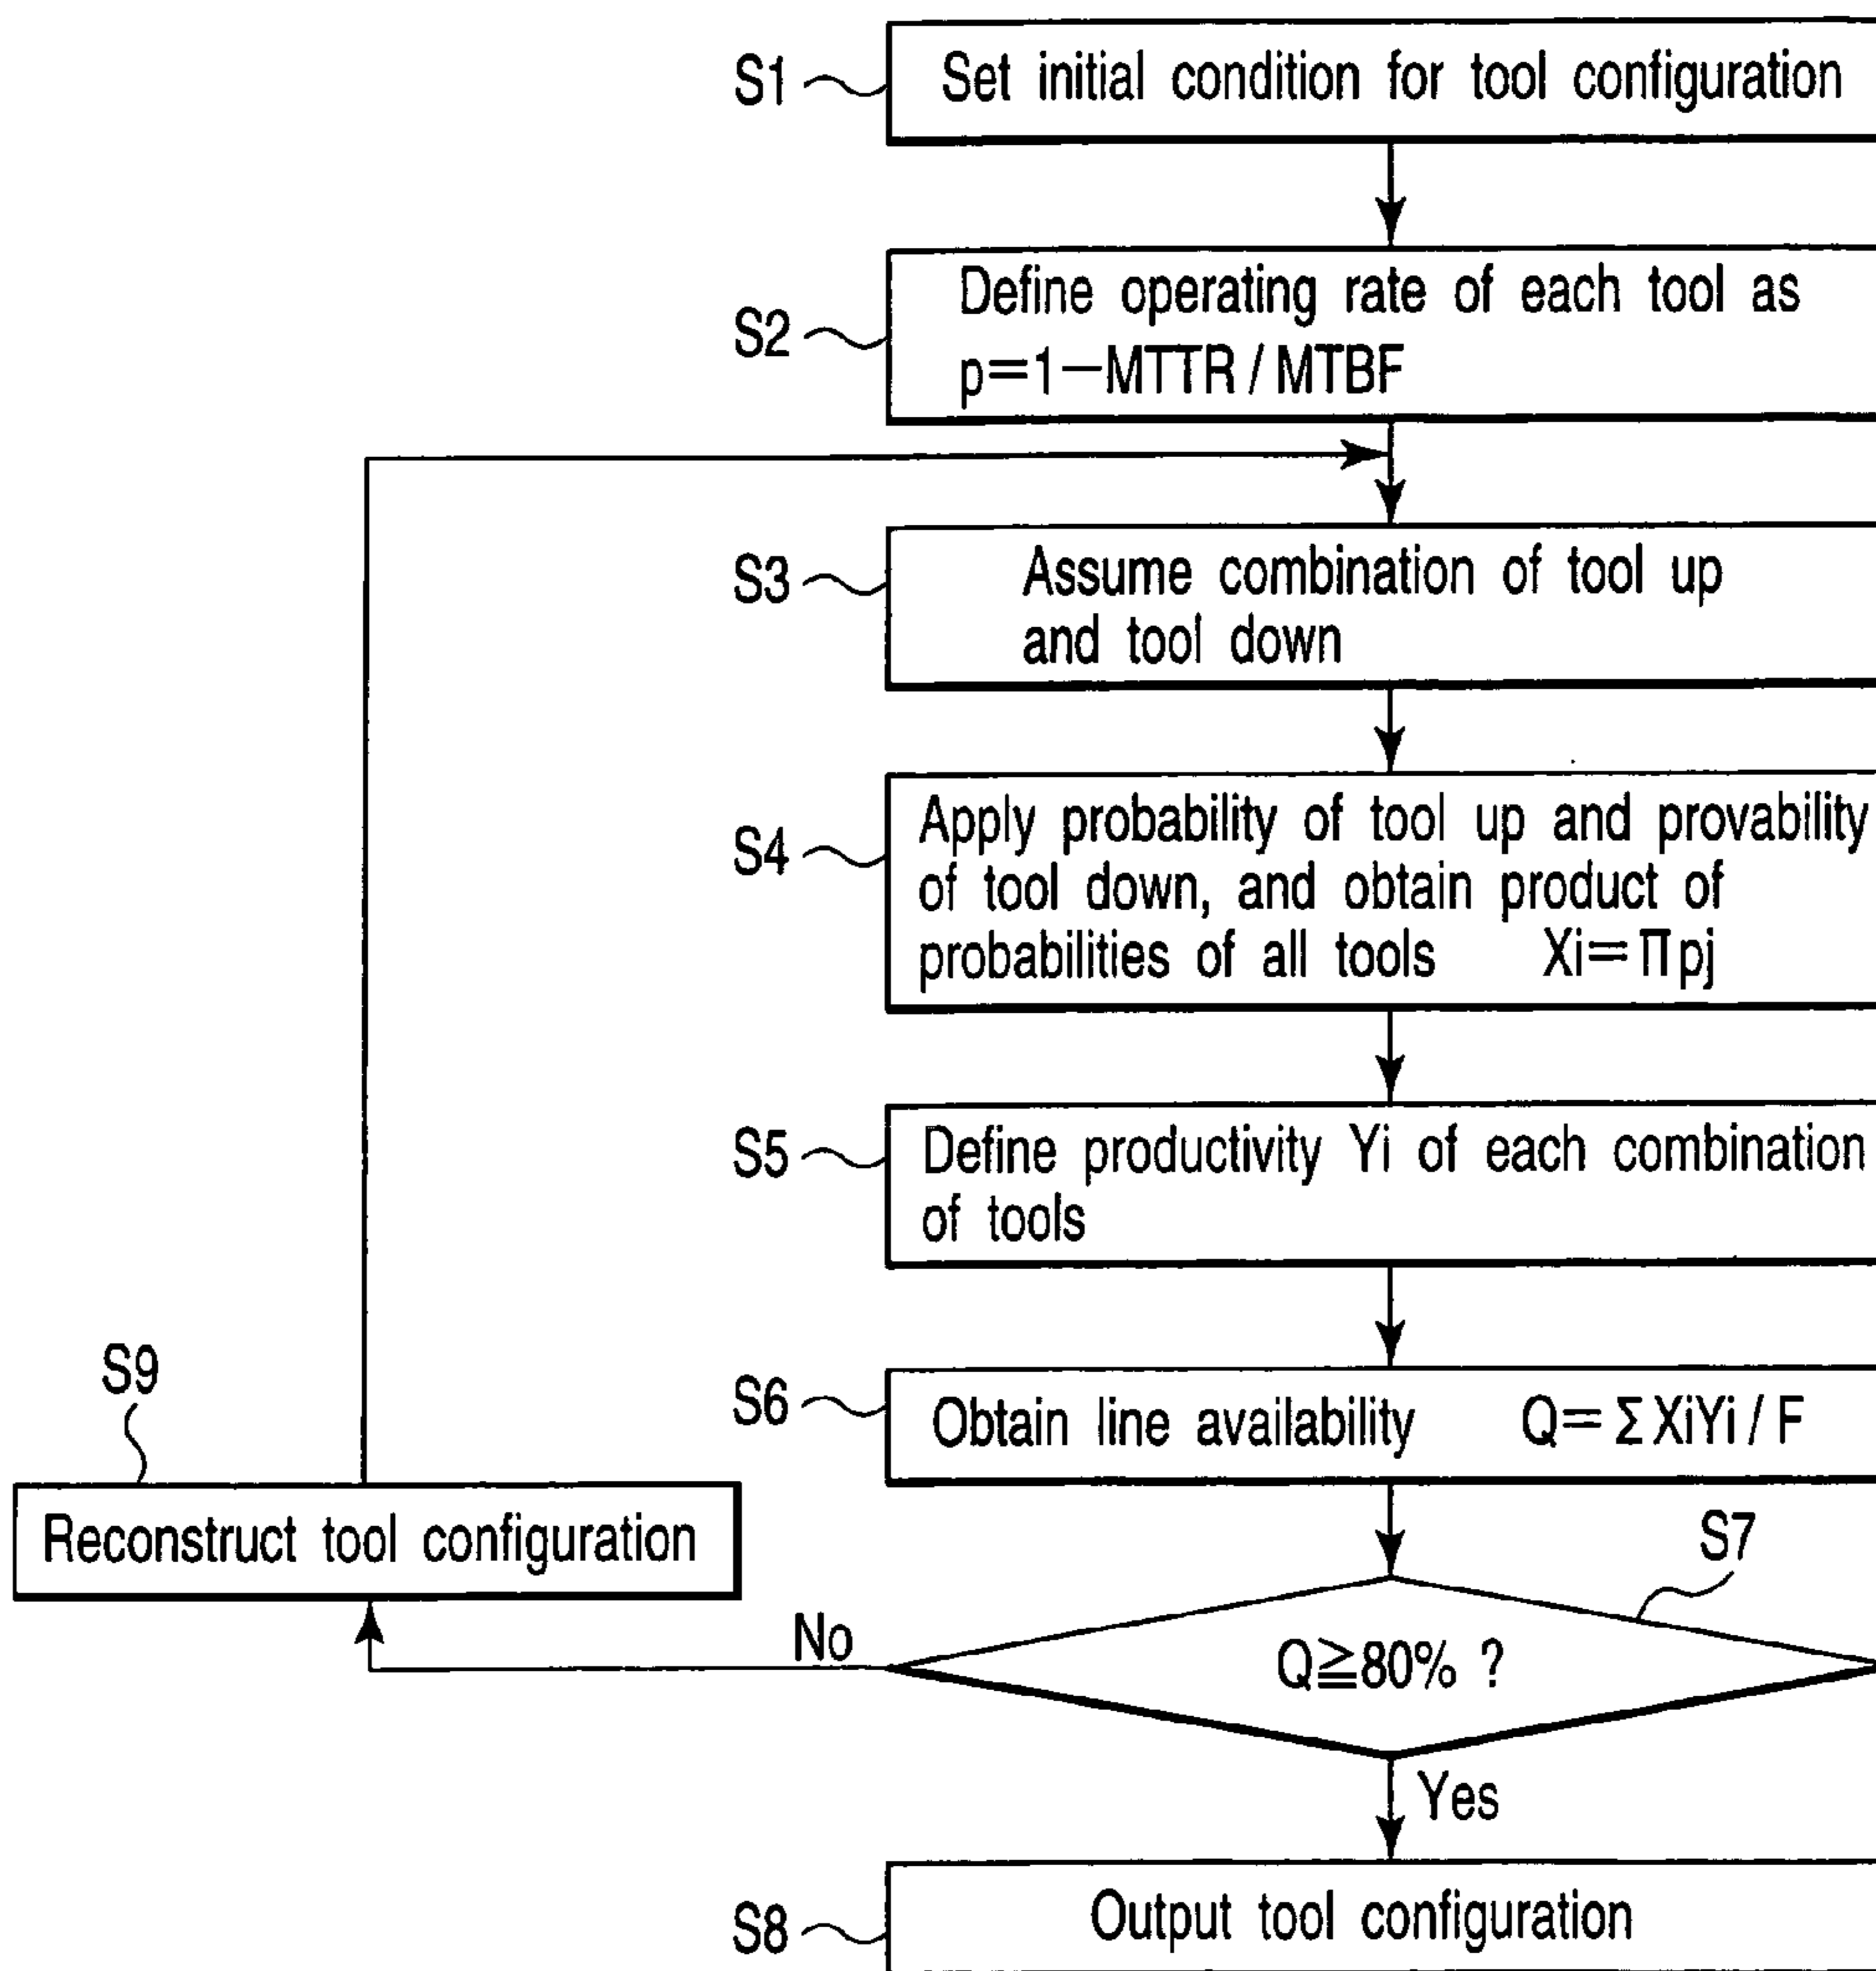 S1
Set initial condition for tool configuration
S2
Define operating rate of each tool as
p=1−MTTR / MTBF
S3
Assume combination of tool up
and tool down
S4
Apply probability of tool up and provability
of tool down, and obtain product of
probabilities of all tools Xi=Πpj
S5
Define productivity Yi of each combination
of tools
S6
Obtain line availability Q=ΣXiYi / F
S9
Reconstruct tool configuration
S7
Q≧80% ?
No
Yes
S8
Output tool configuration